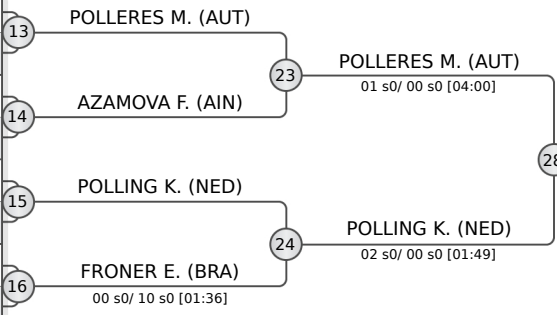 POLLERES M. (AUT)
13
23
POLLERES M. (AUT)
01 s0/ 00 s0 [04:00]
AZAMOVA F. (AIN)
14
28
POLLING K. (NED)
15
24
POLLING K. (NED)
02 s0/ 00 s0 [01:49]
FRONER E. (BRA)
16
00 s0/ 10 s0 [01:36]